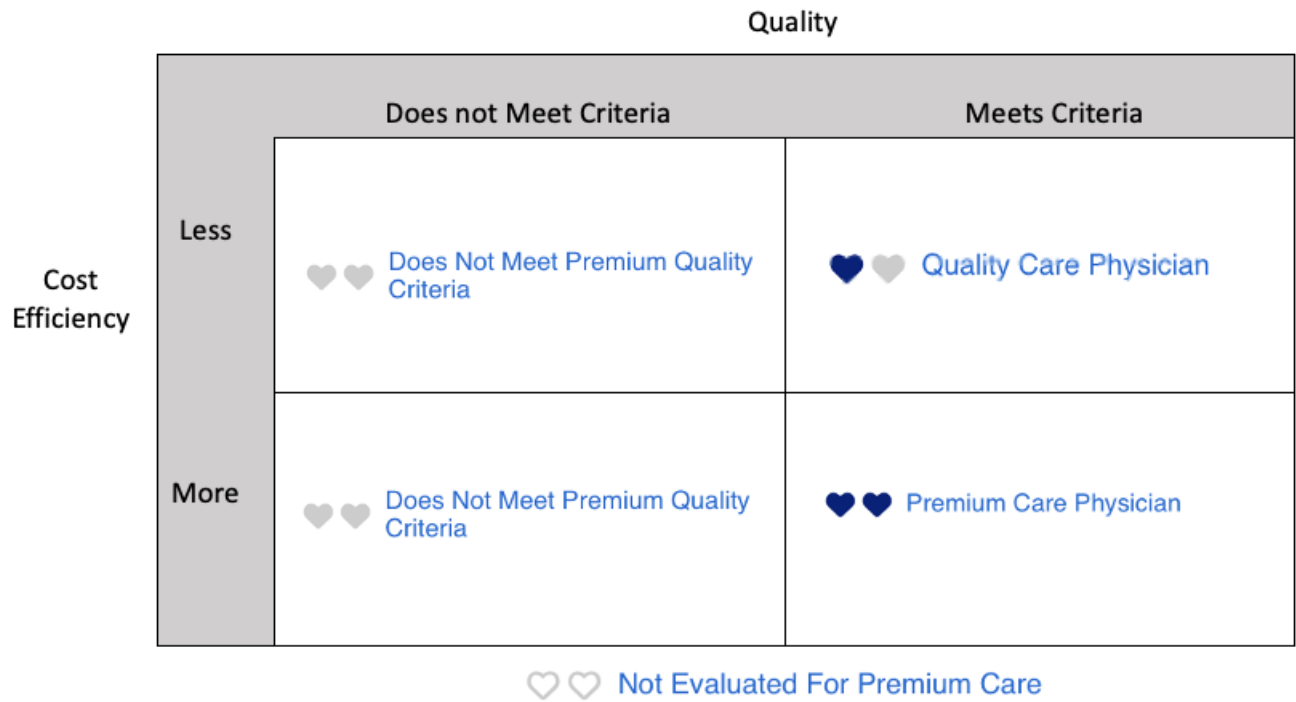 Quality
Does not Meet Criteria
Meets Criteria
Less
Cost
Efficiency
Does Not Meet Premium Quality
Criteria
Quality Care Physician
More
Does Not Meet Premium Quality
Criteria
Premium Care Physician
Not Evaluated For Premium Care